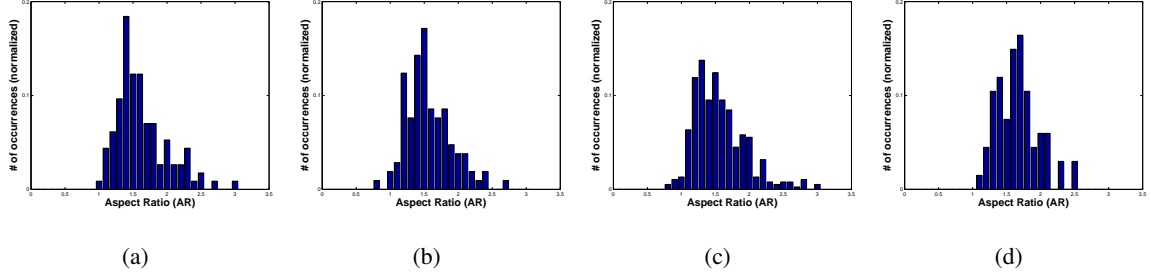 0.2
0.1
0
0 0.5 1 1.5 2 2.5 3 3.5
# of occurrences (normalized)
Aspect Ratio (AR)
(a)
0.2
0.1
0
0 0.5 1 1.5 2 2.5 3 3.5
# of occurrences (normalized)
Aspect Ratio (AR)
(b)
0.2
0.1
0
0 0.5 1 1.5 2 2.5 3 3.5
# of occurrences (normalized)
Aspect Ratio (AR)
(c)
0.2
0.1
0
0 0.5 1 1.5 2 2.5 3 3.5
# of occurrences (normalized)
Aspect Ratio (AR)
(d)